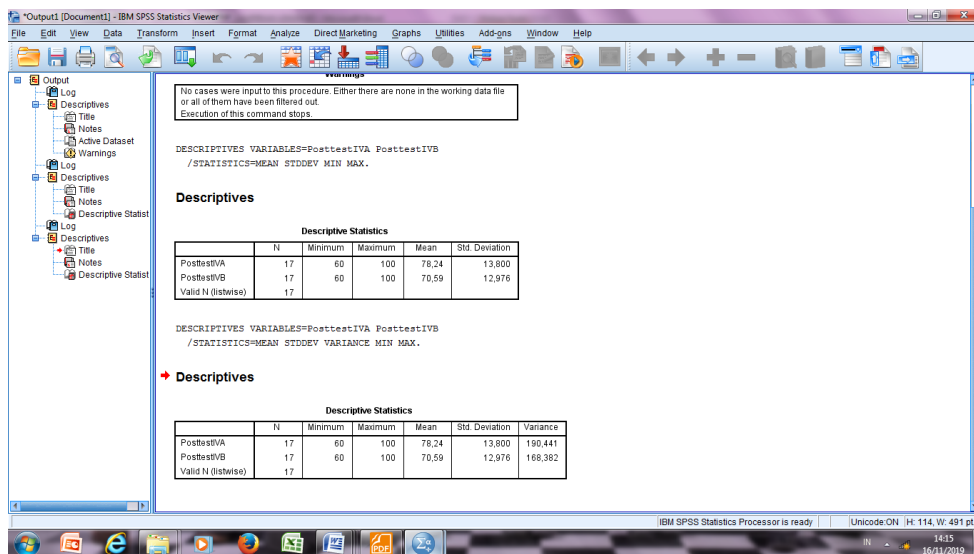 *Output1 [Document1] - IBM SPSS Statistics Viewer
File Edit View Data Transform Insert Format Analyze Direct Marketing Graphs Utilities Add-ons Window Help
Output
Log
Descriptives
Title
Notes
Active Dataset
Warnings
Log
Descriptives
Title
Notes
Descriptive Statist
Log
Descriptives
Title
Notes
Descriptive Statist
Warnings
No cases were input to this procedure. Either there are none in the working data file
or all of them have been filtered out.
Execution of this command stops.
DESCRIPTIVES VARIABLES=PosttestIVA PosttestIVB
/STATISTICS=MEAN STDDEV MIN MAX.
Descriptives
Descriptive Statistics
N Minimum Maximum Mean Std. Deviation
PosttestIVA 17 60 100 78,24 13,800
PosttestIVB 17 60 100 70,59 12,976
Valid N (listwise) 17
DESCRIPTIVES VARIABLES=PosttestIVA PosttestIVB
/STATISTICS=MEAN STDDEV VARIANCE MIN MAX.
Descriptives
Descriptive Statistics
N Minimum Maximum Mean Std. Deviation Variance
PosttestIVA 17 60 100 78,24 13,800 190,441
PosttestIVB 17 60 100 70,59 12,976 168,382
Valid N (listwise) 17
IBM SPSS Statistics Processor is ready Unicode:ON H: 114, W: 491 pt
IN 14:15
16/11/2019